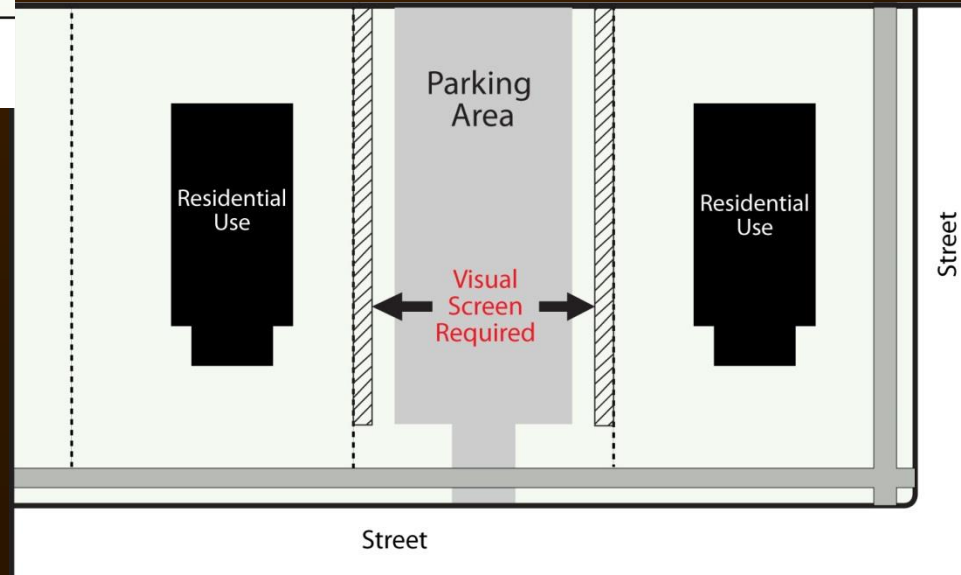 Parking
Area
Residential
Use
Residential
Use
Visual
Screen
Required
Street
Street